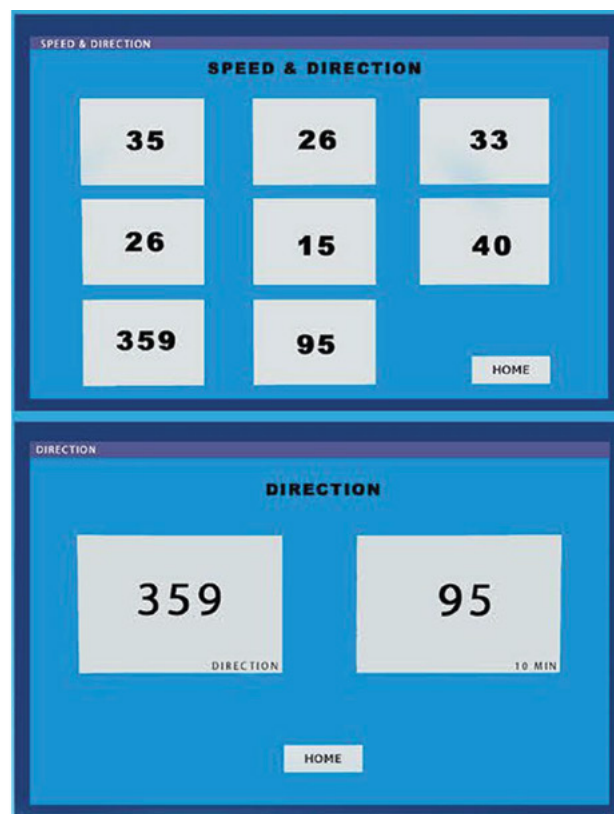 SPEED & DIRECTION
SPEED & DIRECTION
35 26 33
26 15 40
359 95
HOME
DIRECTION
DIRECTION
359 95
DIRECTION 10 MIN
HOME